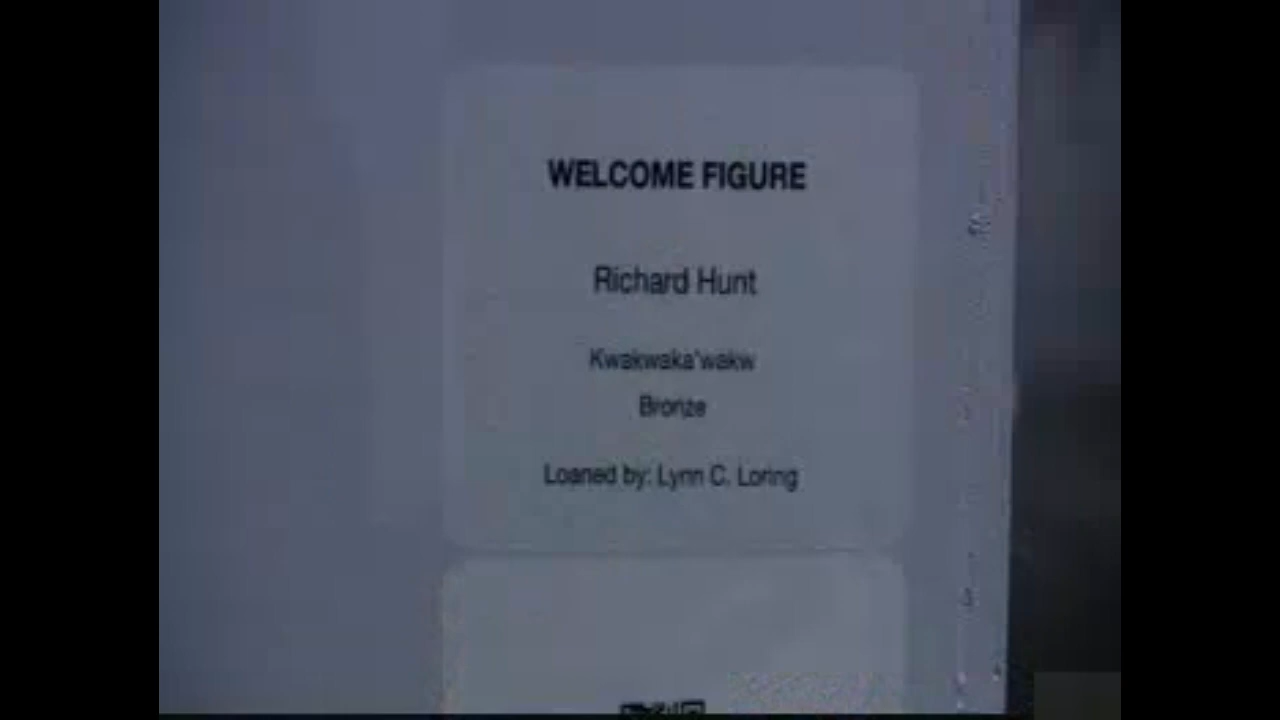 WELCOME FIGURE
Richard Hunt
Kwakwaka'wakw
Bronze
Loaned by: Lynn C. Loring